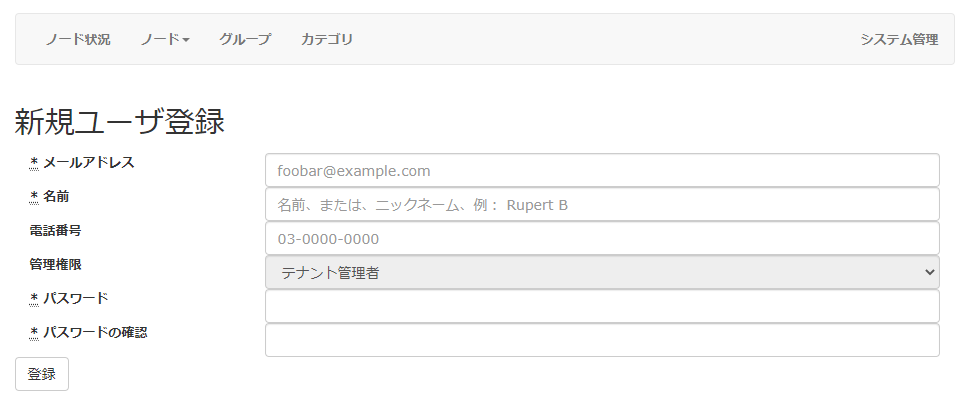 ノード状況 ノード グループ カテゴリ システム管理
新規ユーザ登録
* メールアドレス foobar@example.com
* 名前 名前、または、ニックネーム、例： Rupert B
電話番号 03-0000-0000
管理権限 テナント管理者
* パスワード
* パスワードの確認
登録